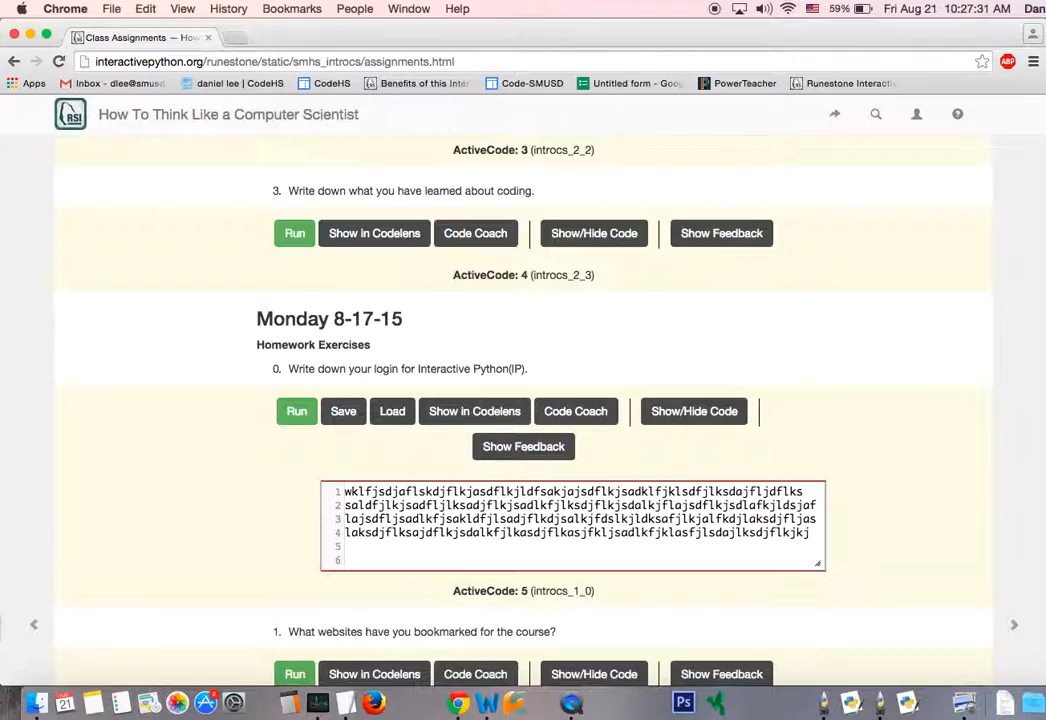 Chrome File Edit View History Bookmarks People Window Help 59% Fri Aug 21 10:27:31 AM Dan
Class Assignments — How
interactivepython.org/runestone/static/smhs_introcs/assignments.html ABP
Apps Inbox - dlee@smusd daniel lee | CodeHS CodeHS Benefits of this Inter Code-SMUSD Untitled form - Goog PowerTeacher Runestone Interacti
RSI How To Think Like a Computer Scientist
ActiveCode: 3 (introcs_2_2)
3. Write down what you have learned about coding.
Run Show in Codelens Code Coach Show/Hide Code Show Feedback
ActiveCode: 4 (introcs_2_3)
Monday 8-17-15
Homework Exercises
0. Write down your login for Interactive Python(IP).
Run Save Load Show in Codelens Code Coach Show/Hide Code
Show Feedback
1 wklfjsdjaflskdjflkjasdflkjldfsakjajsdflkjsadklfjklsdfjlksdajfljdflks
2 saldfjlkjsadfljlksadjflkjsadlkfjlksdjflkjsdalkjflajsdflkjsdlafkjldsjaf
3 lajsdfljsadlkfjsakldfjlsadjflkdjsalkjfdslkjldksafjlkjalfkdjlaksdjfljas
4 laksdjflksajdflkjsdalkfjlkasdjflkasjfkljsadlkfjklasfjlsdajlksdjflkjkj
5
6
ActiveCode: 5 (introcs_1_0)
1. What websites have you bookmarked for the course?
Run Show in Codelens Code Coach Show/Hide Code Show Feedback
21
W
Ps